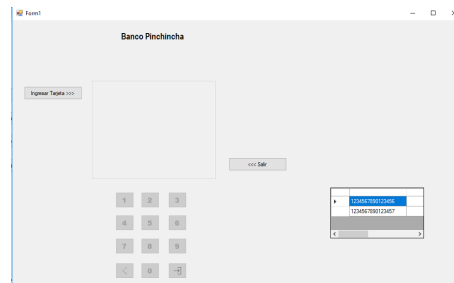 Form1
Banco Pinchincha
Ingresar Tarjeta >>>
<<< Salir
1 2 3
4 5 6
7 8 9
0
1234567890123456
1234567890123457